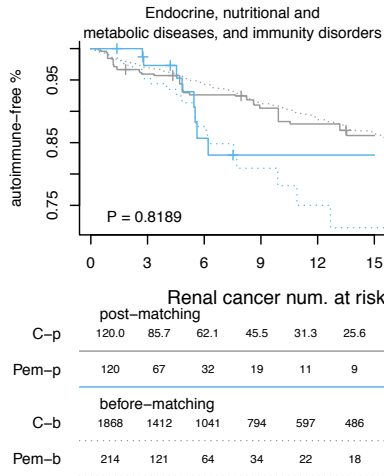 Endocrine, nutritional and
metabolic diseases, and immunity disorders
autoimmune−free %
0.95
0.85
0.75
P = 0.8189
0 3 6 9 12 15
Renal cancer num. at risk
post−matching
C−p 120.0 85.7 62.1 45.5 31.3 25.6
Pem−p 120 67 32 19 11 9
before−matching
C−b 1868 1412 1041 794 597 486
Pem−b 214 121 64 34 22 18